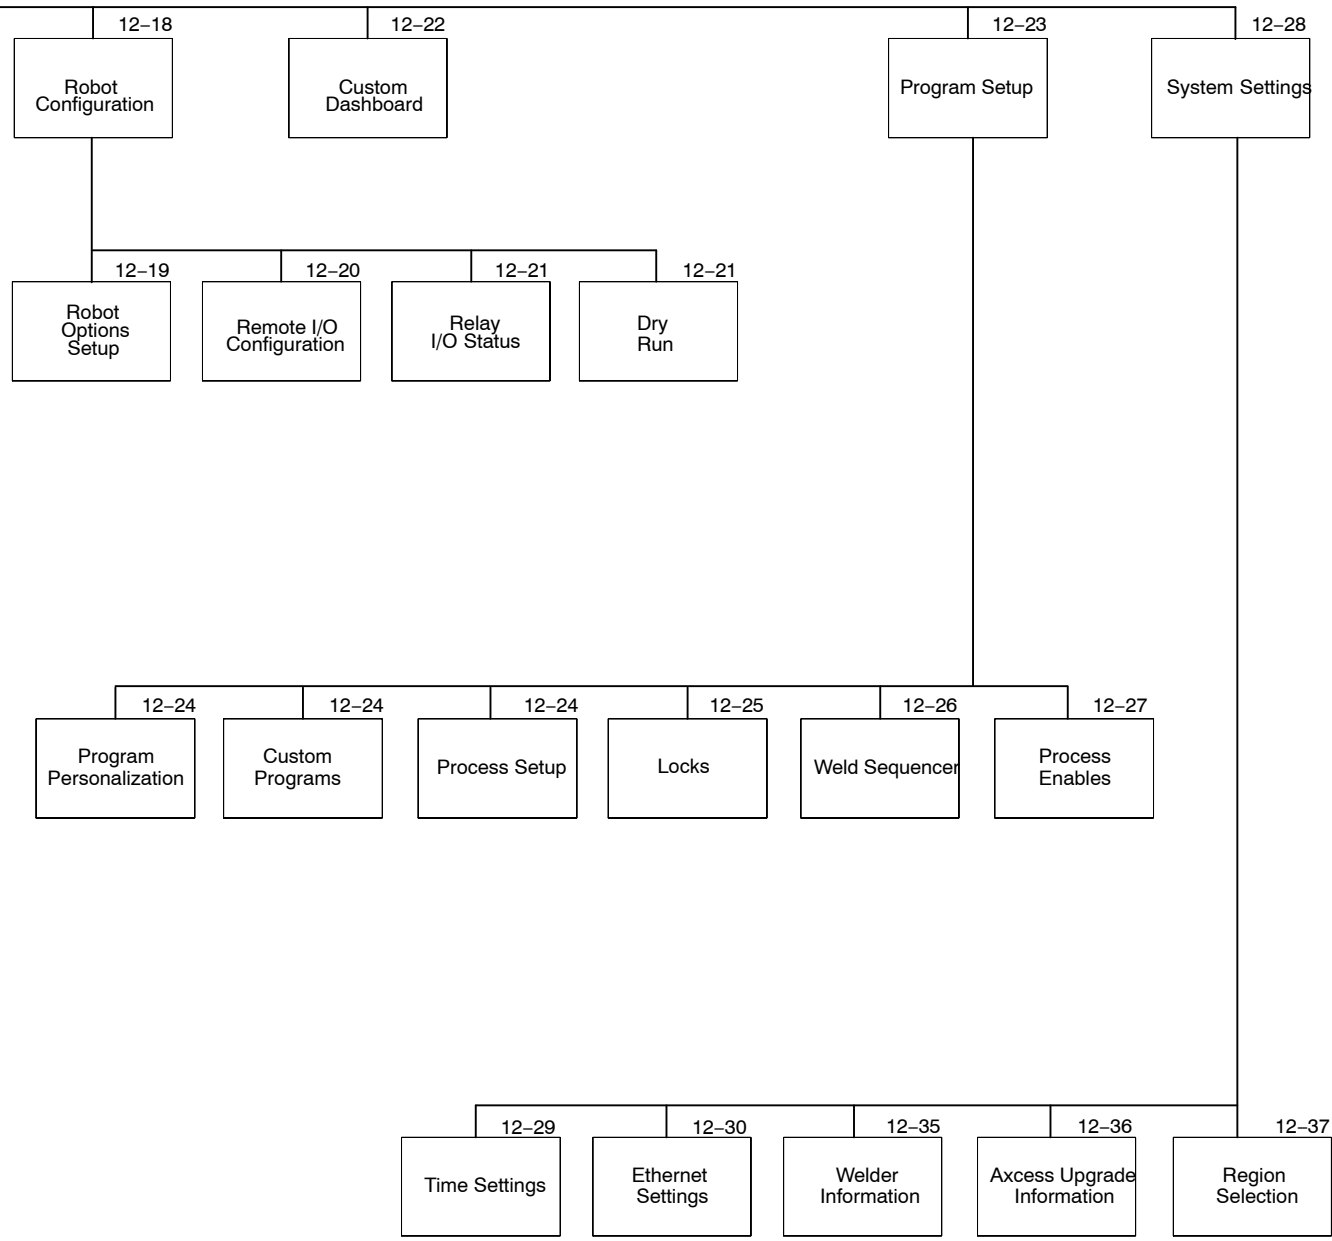 12–18
Robot
Configuration
12–22
Custom
Dashboard
12–23
Program Setup
12–28
System Settings
12–19
Robot
Options
Setup
12–20
Remote I/O
Configuration
12–21
Relay
I/O Status
12–21
Dry
Run
12–24
Program
Personalization
12–24
Custom
Programs
12–24
Process Setup
12–25
Locks
12–26
Weld Sequencer
12–27
Process
Enables
12–29
Time Settings
12–30
Ethernet
Settings
12–35
Welder
Information
12–36
Axcess Upgrade
Information
12–37
Region
Selection